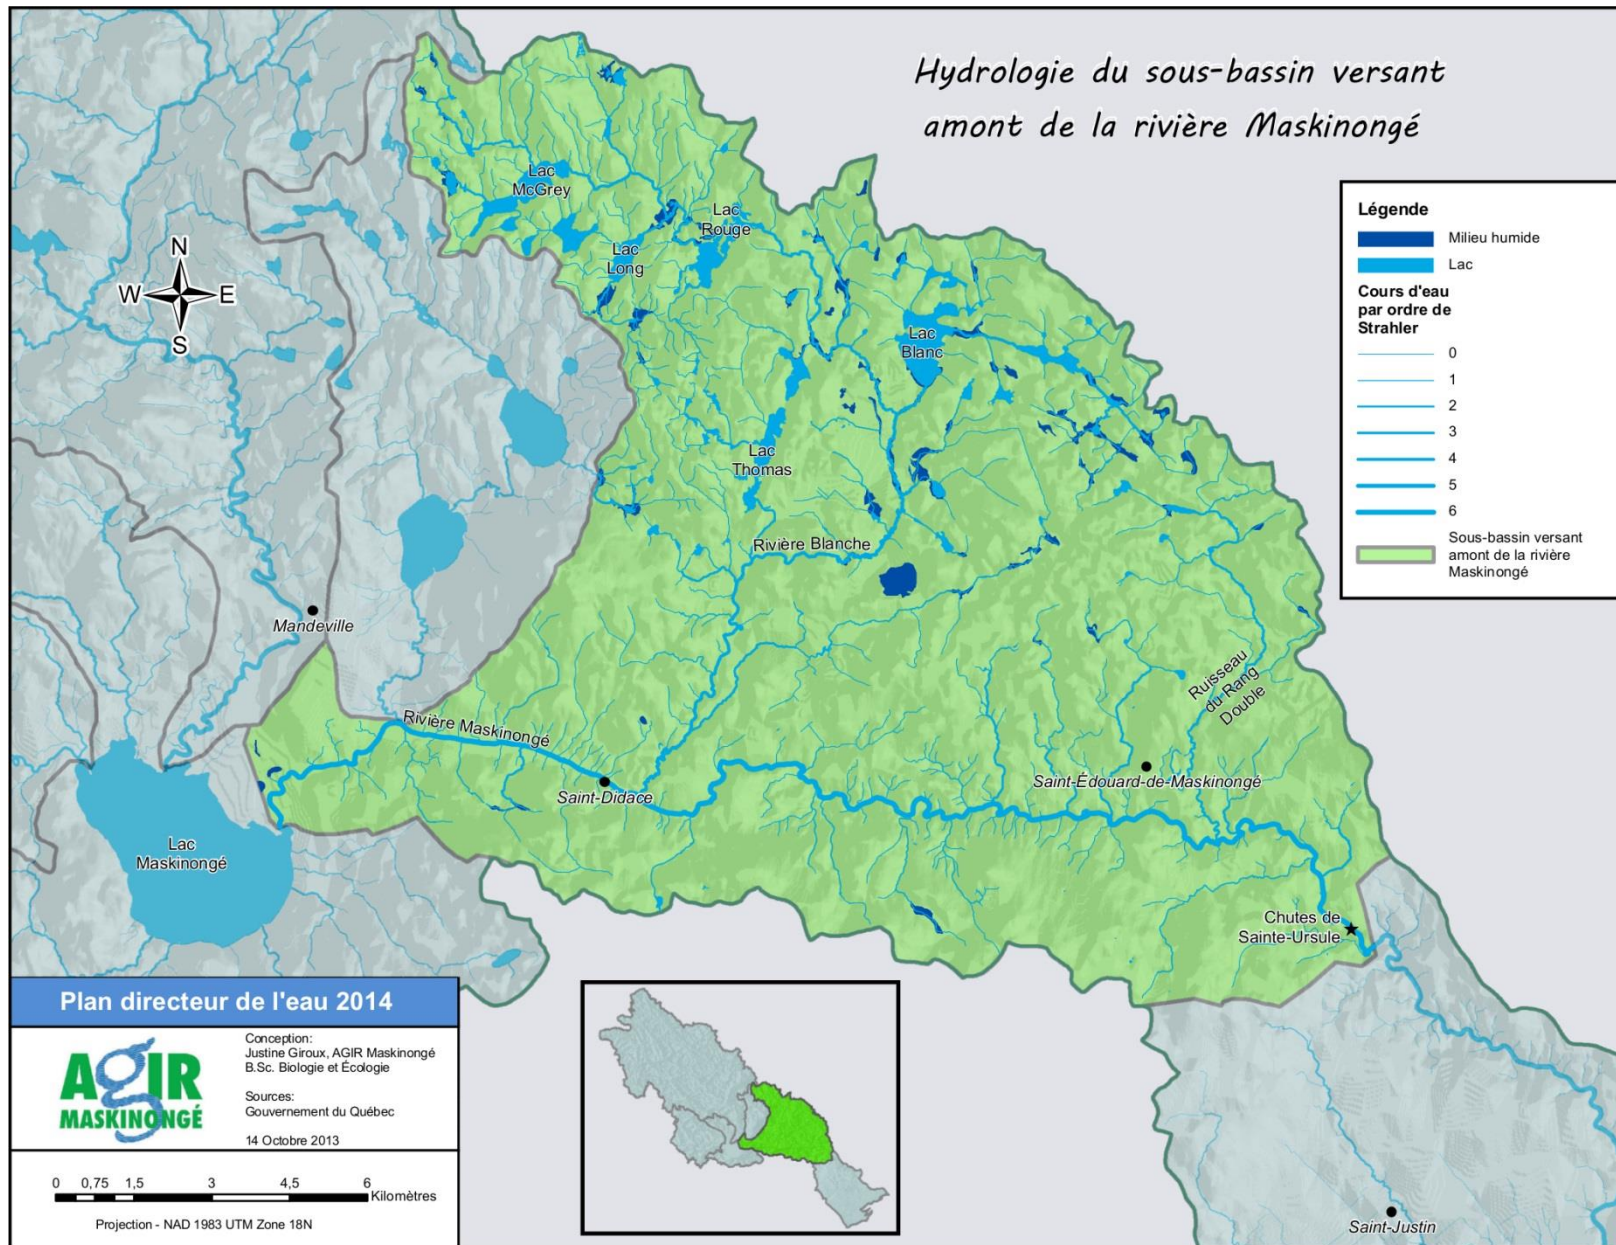 Hydrologie du sous-bassin versant
amont de la rivière Maskinongé
Légende
Milieu humide
Lac
Cours d'eau
par ordre de
Strahler
0
1
2
3
4
5
6
Sous-bassin versant
amont de la rivière
Maskinongé
N
W
E
S
Lac
McGrey
Lac
Rouge
Lac
Long
Lac
Blanc
Lac
Thomas
Rivière Blanche
Mandeville
Ruisseau
du Rang
Double
Rivière Maskinongé
Saint-Didace
Saint-Édouard-de-Maskinongé
Lac
Maskinongé
Chutes de
Sainte-Ursule
Saint-Justin
Plan directeur de l'eau 2014
AGIR
MASKINONGÉ
Conception:
Justine Giroux, AGIR Maskinongé
B.Sc. Biologie et Écologie
Sources:
Gouvernement du Québec
14 Octobre 2013
0 0,75 1,5 3 4,5 6
Kilomètres
Projection - NAD 1983 UTM Zone 18N